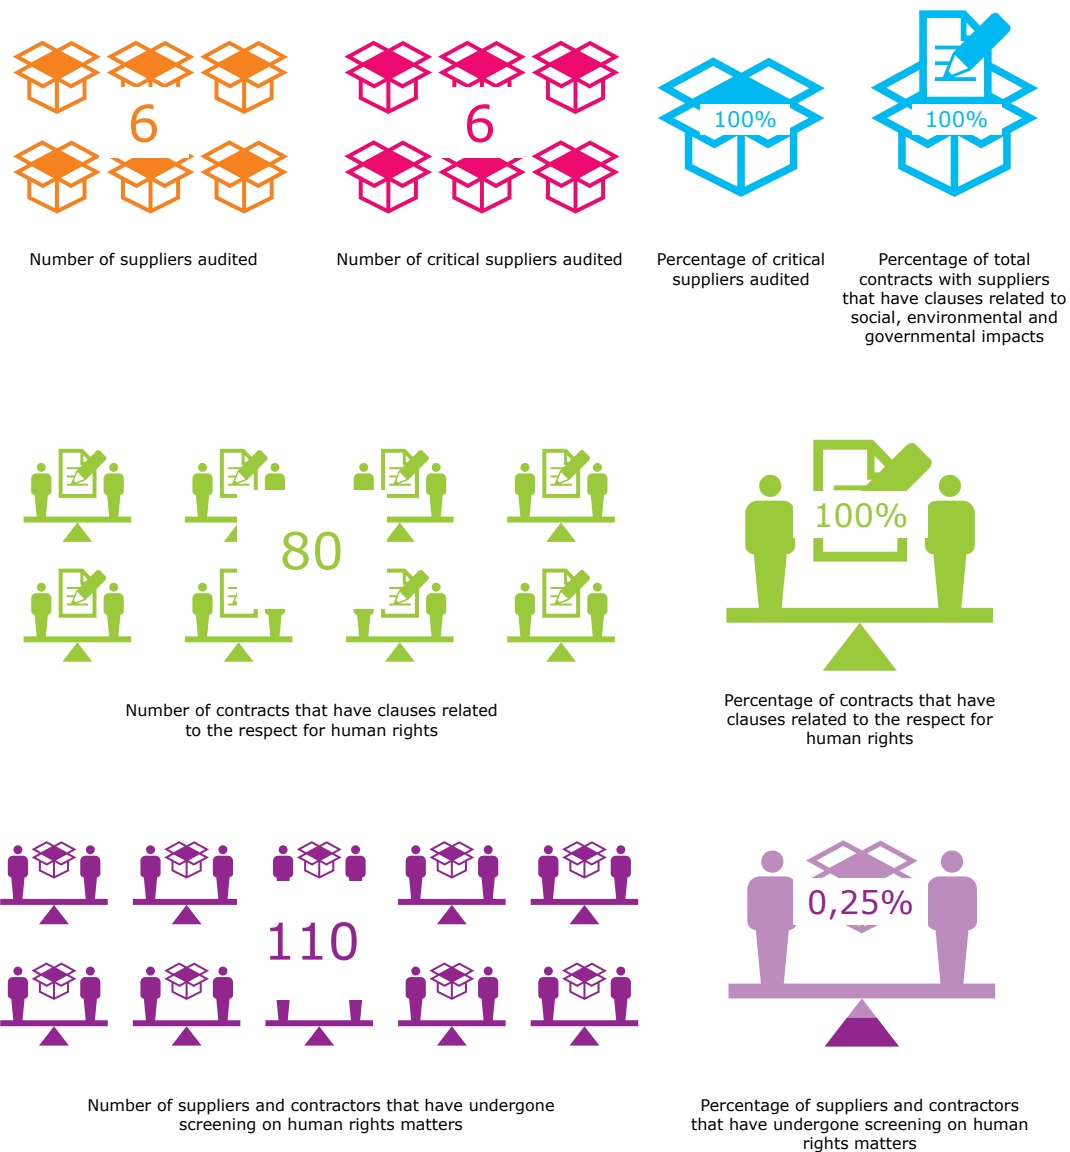 6
6
100%
100%
Number of suppliers audited
Number of critical suppliers audited
Percentage of critical
suppliers audited
Percentage of total
contracts with suppliers
that have clauses related to
social, environmental and
governmental impacts
80
100%
Number of contracts that have clauses related
to the respect for human rights
Percentage of contracts that have
clauses related to the respect for
human rights
110
0,25%
Number of suppliers and contractors that have undergone
screening on human rights matters
Percentage of suppliers and contractors
that have undergone screening on human
rights matters